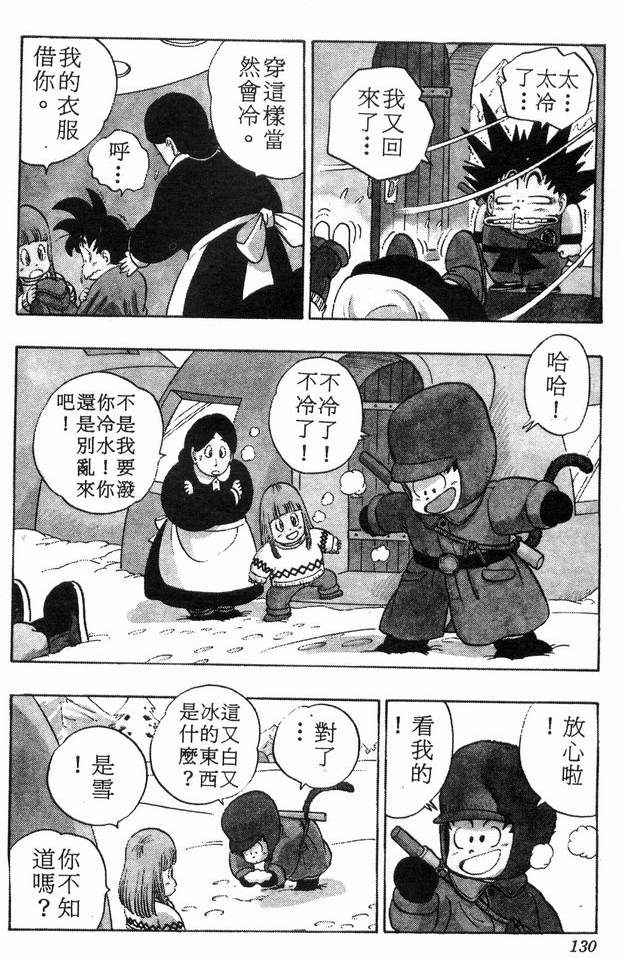 太…
太冷
了…
我又回
來了…
穿這樣當
然會冷。
呼…
我的衣服
借你。
哈哈！
不冷了！
不冷了！
不是我要潑
你冷水！你
還是別亂來
吧！
放心啦
！
看我的
！
對了
…
這又白又
冰的東西
是什麼？
是雪
！
你不知
道嗎？
130